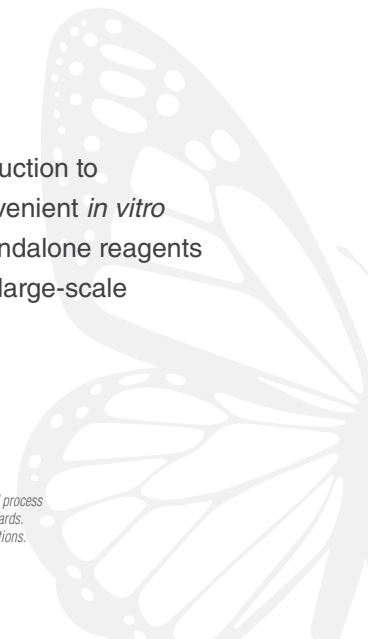 uction to
venient in vitro
ndalone reagents
large-scale
process
ards.
tions.